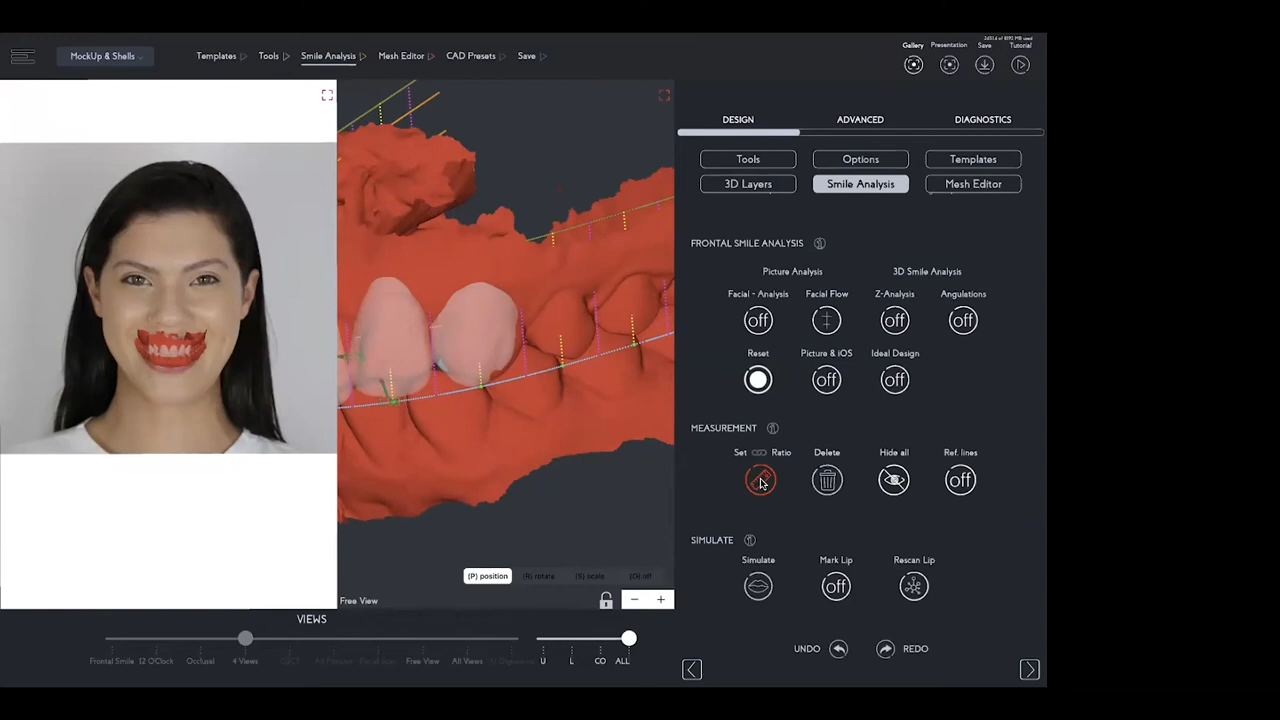 MockUp & Shells
Templates
Tools
Smile Analysis
Mesh Editor
CAD Presets
Save
Gallery
Presentation
Save
Tutorial
DESIGN
ADVANCED
DIAGNOSTICS
Tools
Options
Templates
3D Layers
Smile Analysis
Mesh Editor
FRONTAL SMILE ANALYSIS
Picture Analysis
3D Smile Analysis
Facial - Analysis
Facial Flow
Z-Analysis
Angulations
off
off
off
Reset
Picture & iOS
Ideal Design
off
off
MEASUREMENT
Set
Ratio
Delete
Hide all
Ref. lines
off
SIMULATE
Simulate
Mark Lip
Rescan Lip
off
(P) position
(R) rotate
(S) scale
(O) off
Free View
VIEWS
Frontal Smile
12 O'Clock
Occlusal
4 Views
Free View
All Views
U
L
CO
ALL
UNDO
REDO